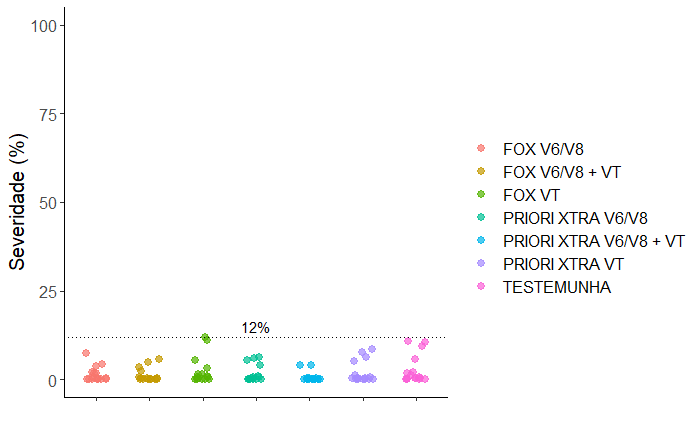 Severidade (%)
100
75
50
25
0
12%
FOX V6/V8
FOX V6/V8 + VT
FOX VT
PRIORI XTRA V6/V8
PRIORI XTRA V6/V8 + VT
PRIORI XTRA VT
TESTEMUNHA